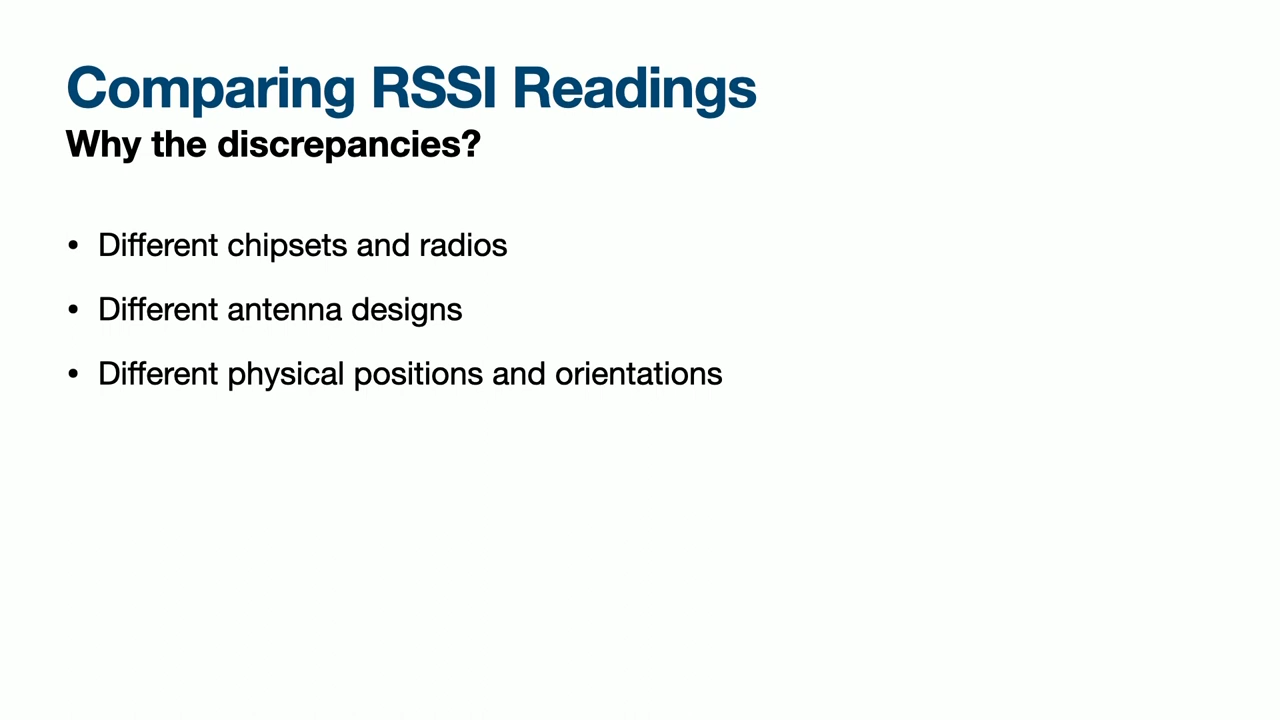 Comparing RSSI Readings
Why the discrepancies?
• Different chipsets and radios
• Different antenna designs
• Different physical positions and orientations